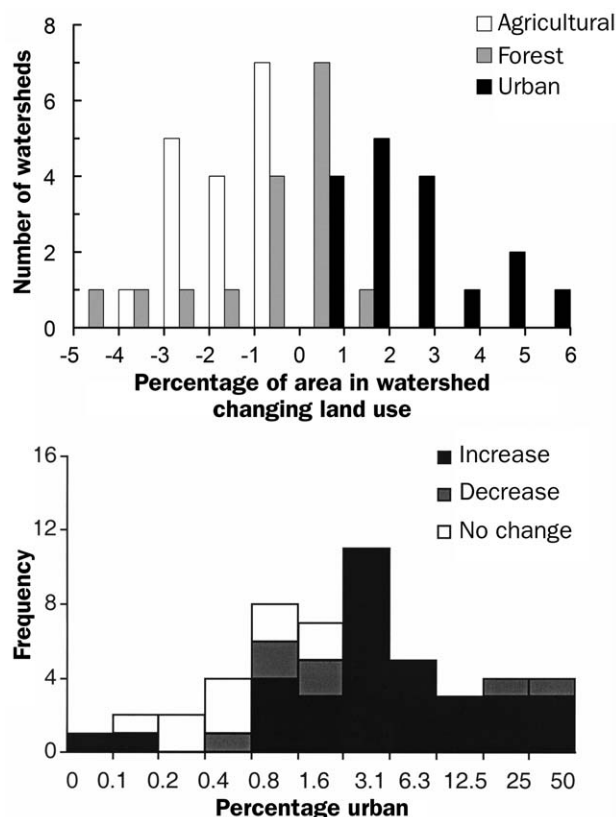 8
Agricultural
Forest
Urban
6
4
2
0
Number of watersheds
-5 -4 -3 -2 -1 0 1 2 3 4 5 6
Percentage of area in watershed
changing land use
16
Increase
Decrease
No change
12
8
4
0
Frequency
0 0.1 0.2 0.4 0.8 1.6 3.1 6.3 12.5 25 50
Percentage urban